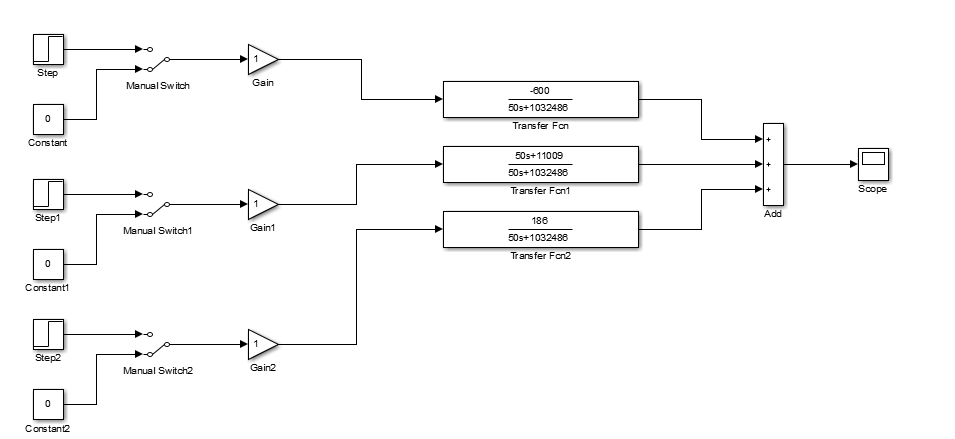 Step
Manual Switch
1
Gain
0
Constant
-600
50s+1032486
Transfer Fcn
Step1
Manual Switch1
1
Gain1
50s+11009
50s+1032486
Transfer Fcn1
0
Constant1
186
50s+1032486
Transfer Fcn2
+
+
+
Add
Scope
Step2
Manual Switch2
1
Gain2
0
Constant2